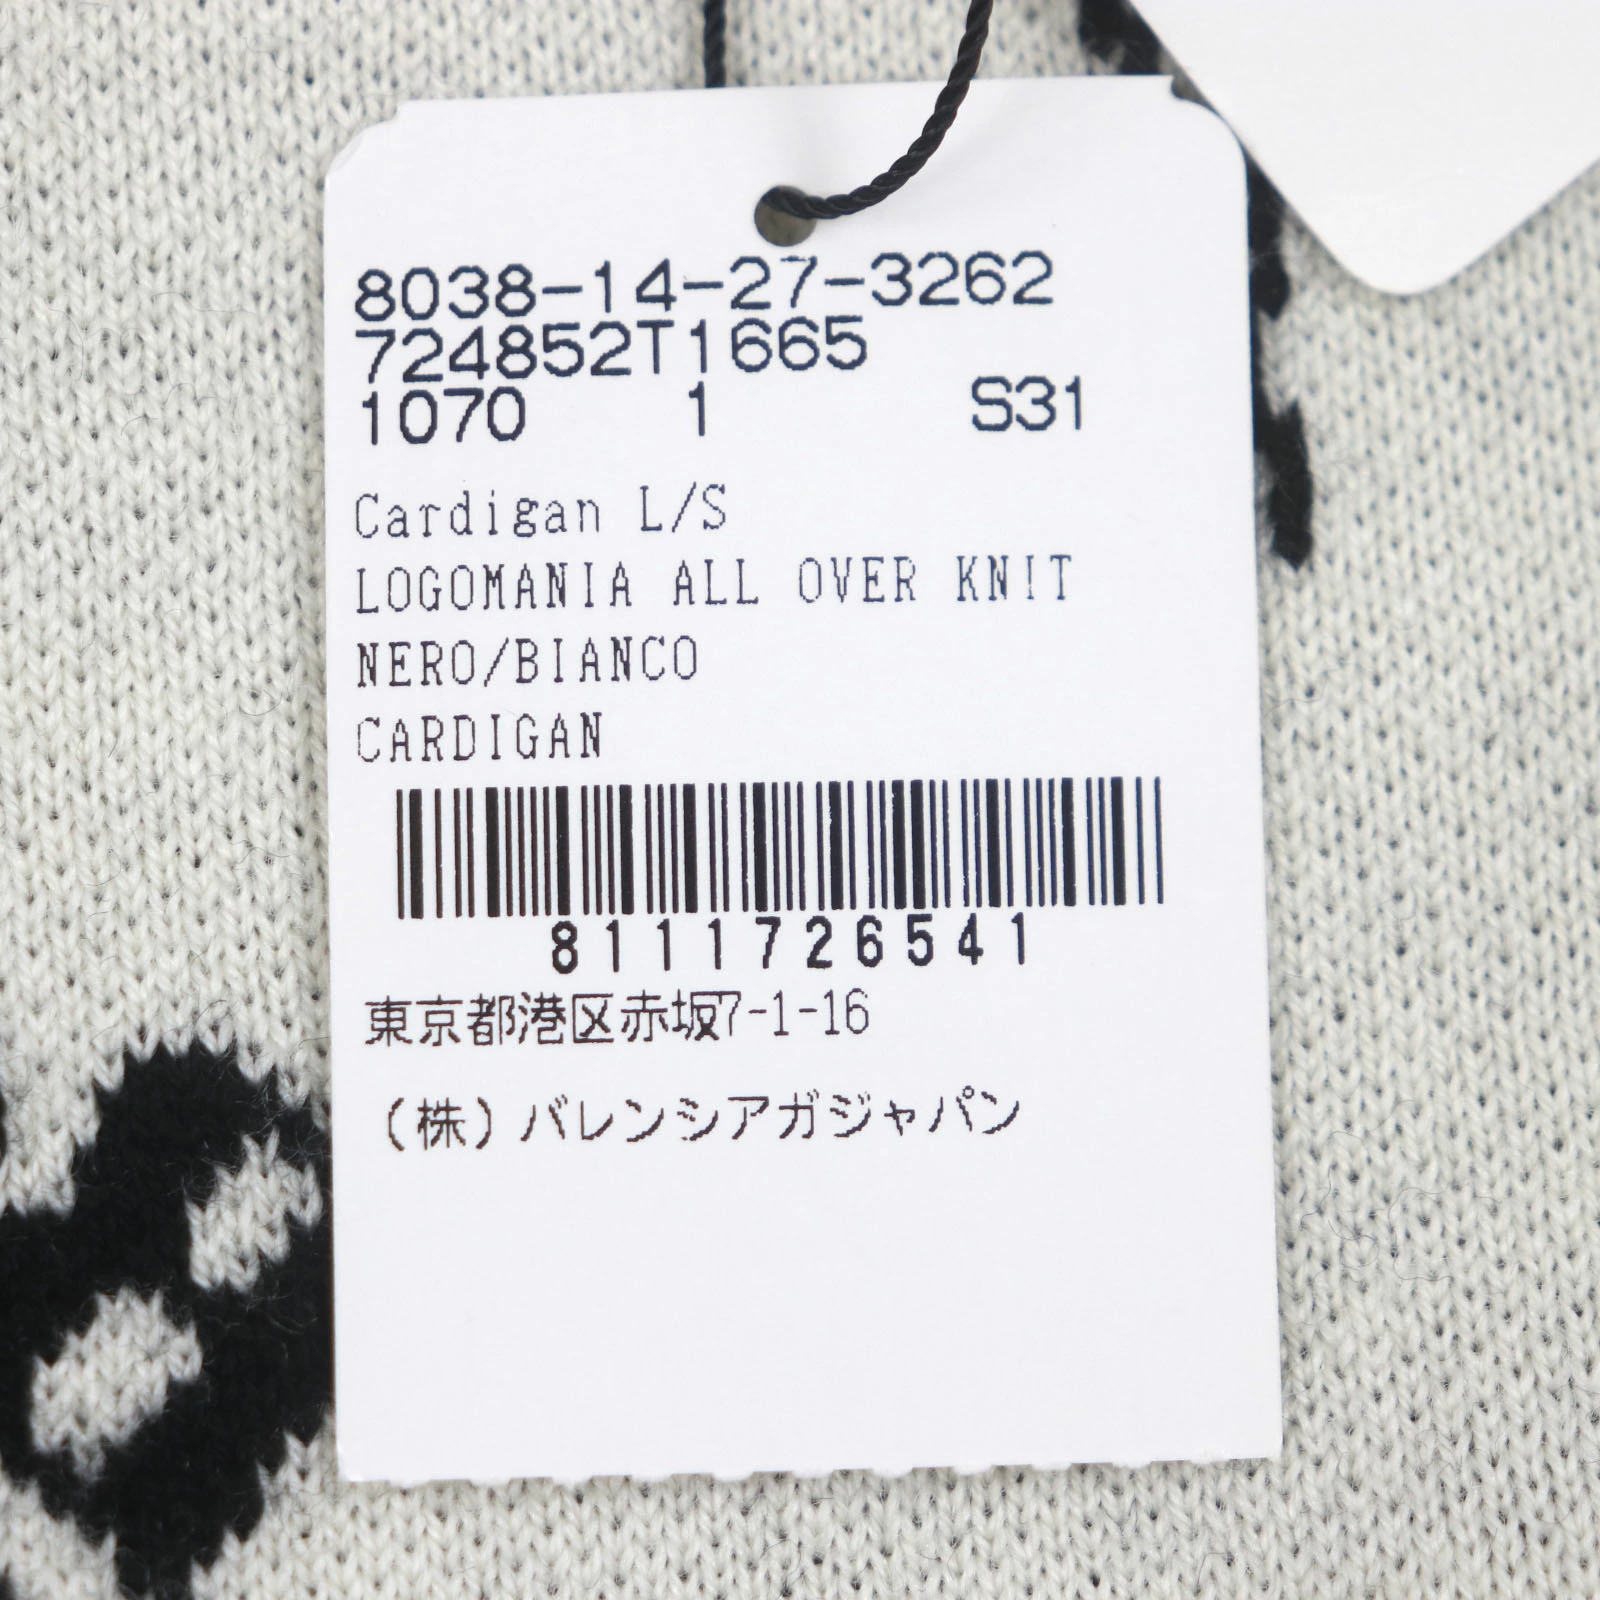 8038-14-27-3262
724852T1665
1070 1 S31
Cardigan L/S
LOGOMANIA ALL OVER KNIT
NERO/BIANCO
CARDIGAN
8111726541
東京都港区赤坂7-1-16
(株)バレンシアガジャパン